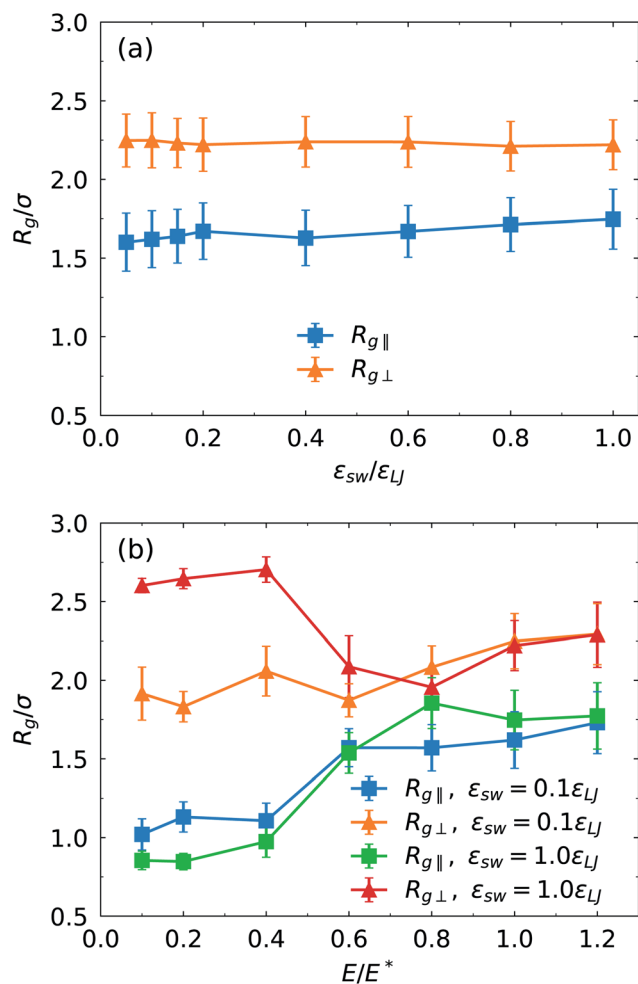 (a)
3.0
2.5
2.0
1.5
1.0
0.5
R_g/σ
R_g∥
R_g⊥
0.0 0.2 0.4 0.6 0.8 1.0
ε_sw/ε_LJ
(b)
3.0
2.5
2.0
1.5
1.0
0.5
R_g/σ
R_g∥, ε_sw = 0.1ε_LJ
R_g⊥, ε_sw = 0.1ε_LJ
R_g∥, ε_sw = 1.0ε_LJ
R_g⊥, ε_sw = 1.0ε_LJ
0.0 0.2 0.4 0.6 0.8 1.0 1.2
E/E*